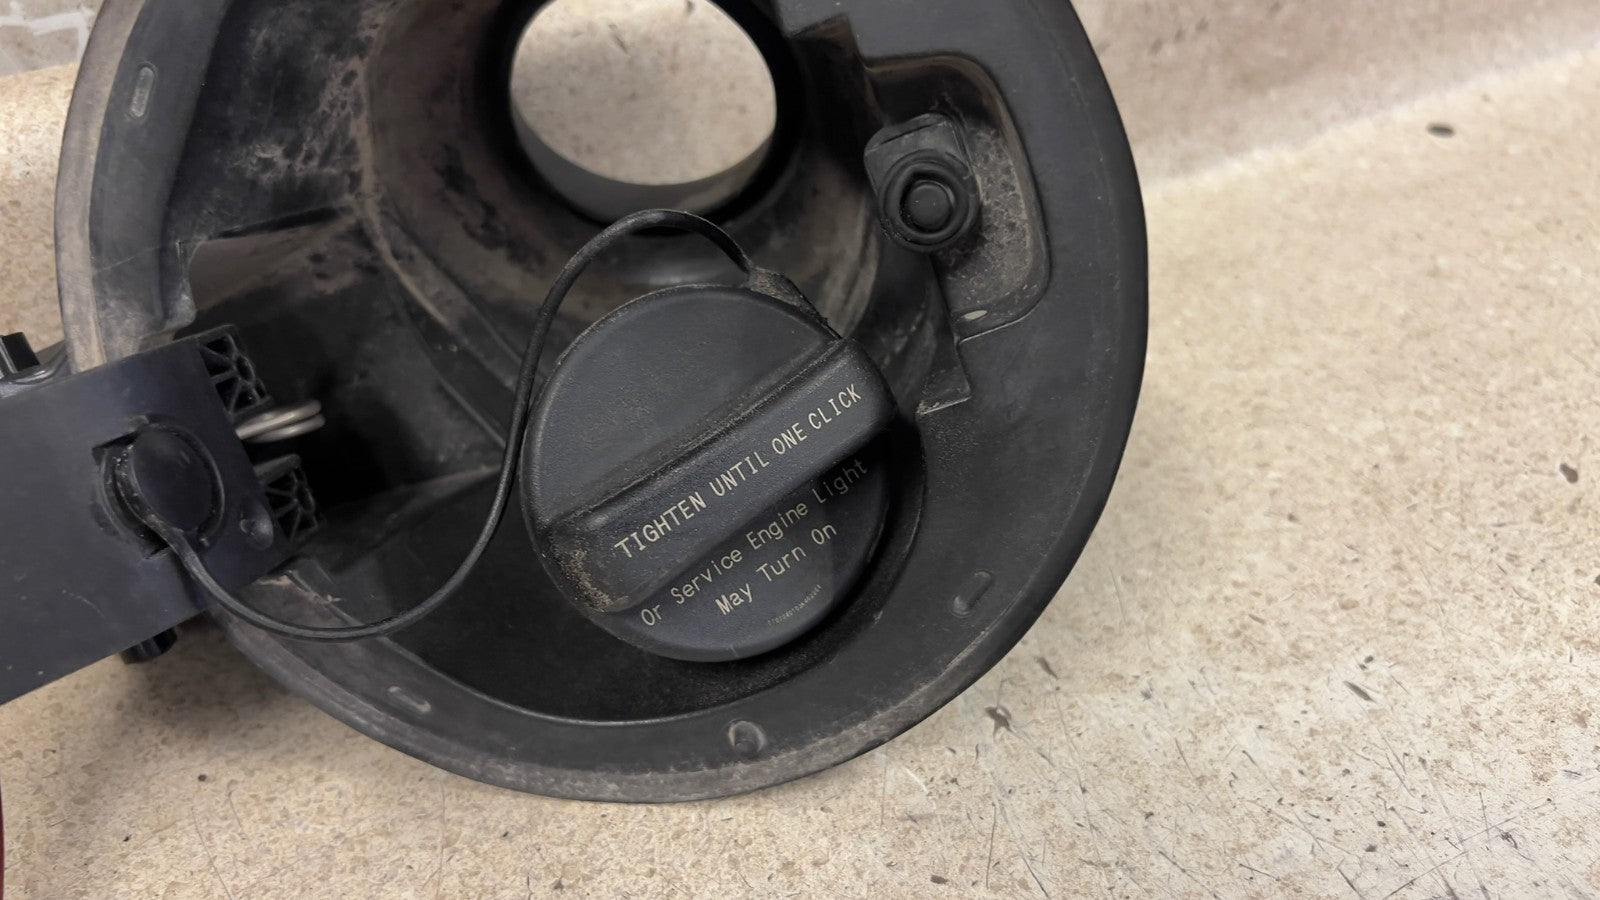 TIGHTEN UNTIL ONE CLICK
Or Service Engine Light
May Turn On